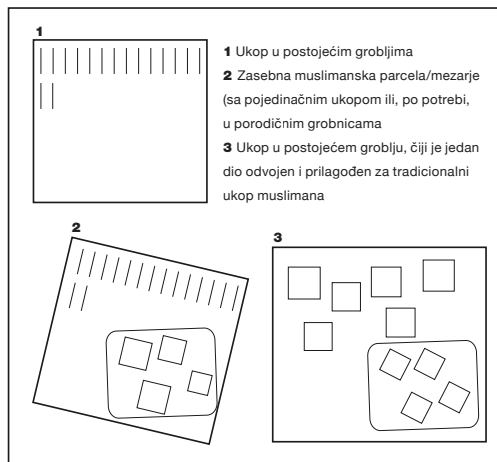 1
1 Ukop u postojećim grobljima
2 Zasebna muslimanska parcela/mezarje
(sa pojedinačnim ukopom ili, po potrebi,
u porodičnim grobnicama
3 Ukop u postojećem groblju, čiji je jedan
dio odvojen i prilagođen za tradicionalni
ukop muslimana
2
3